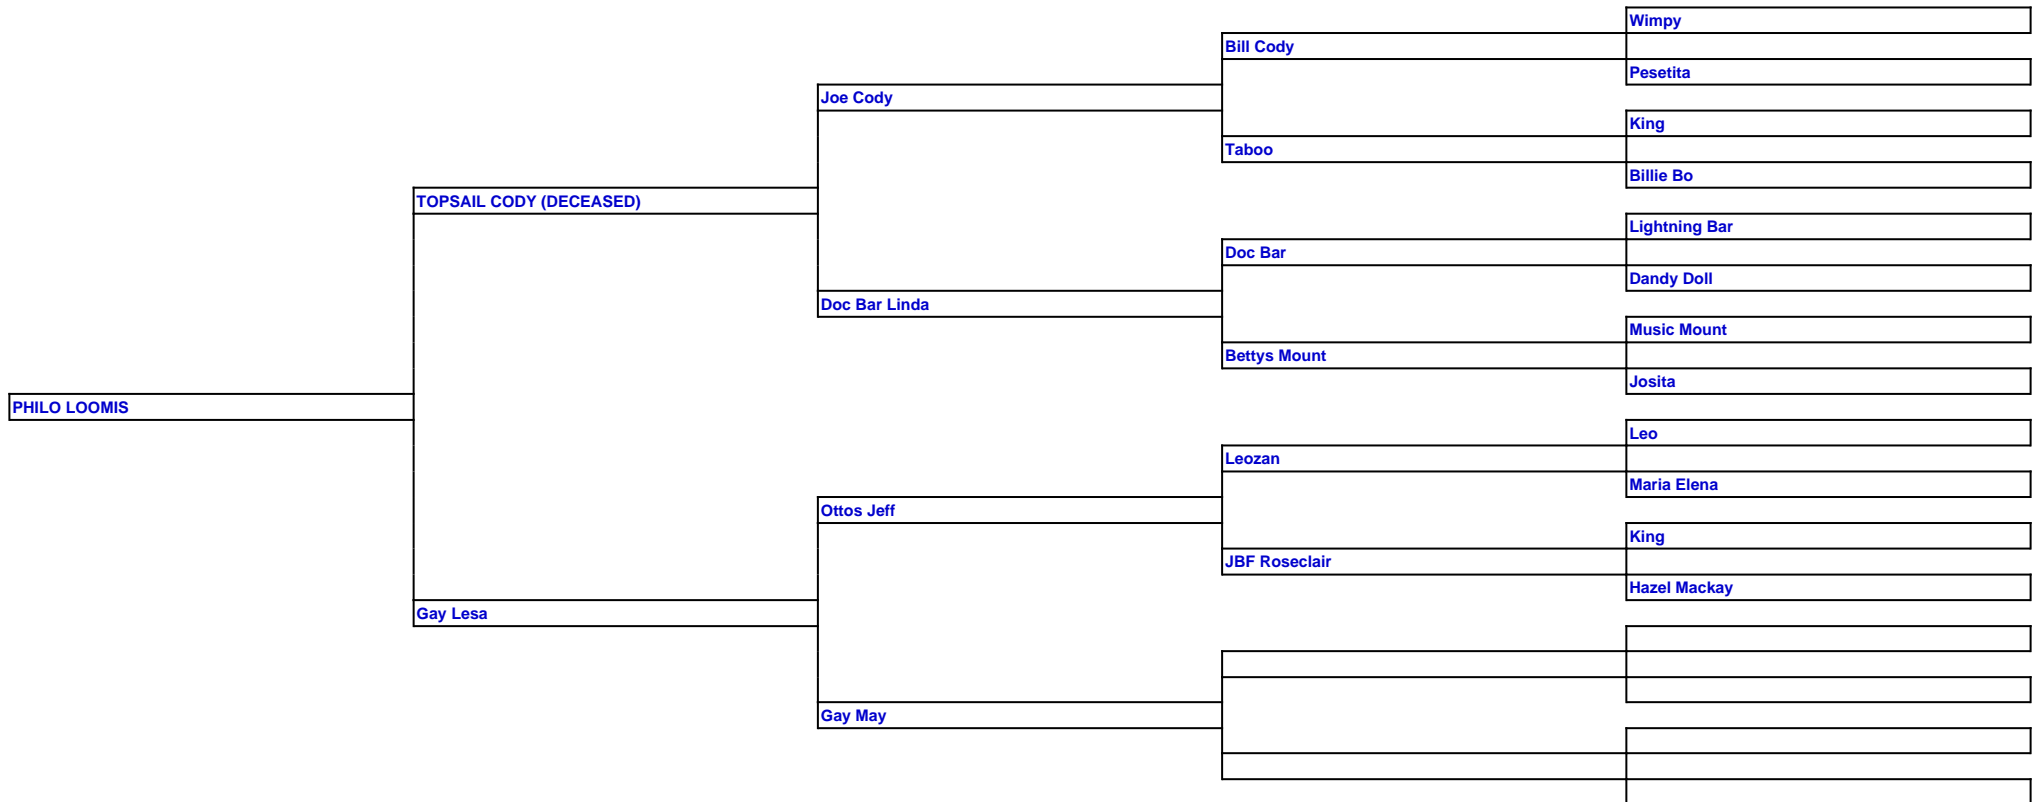 Wimpy
Bill Cody
Pesetita
Joe Cody
King
Taboo
Billie Bo
TOPSAIL CODY (DECEASED)
Lightning Bar
Doc Bar
Dandy Doll
Doc Bar Linda
Music Mount
Bettys Mount
Josita
PHILO LOOMIS
Leo
Leozan
Maria Elena
Ottos Jeff
King
JBF Roseclair
Hazel Mackay
Gay Lesa
Gay May